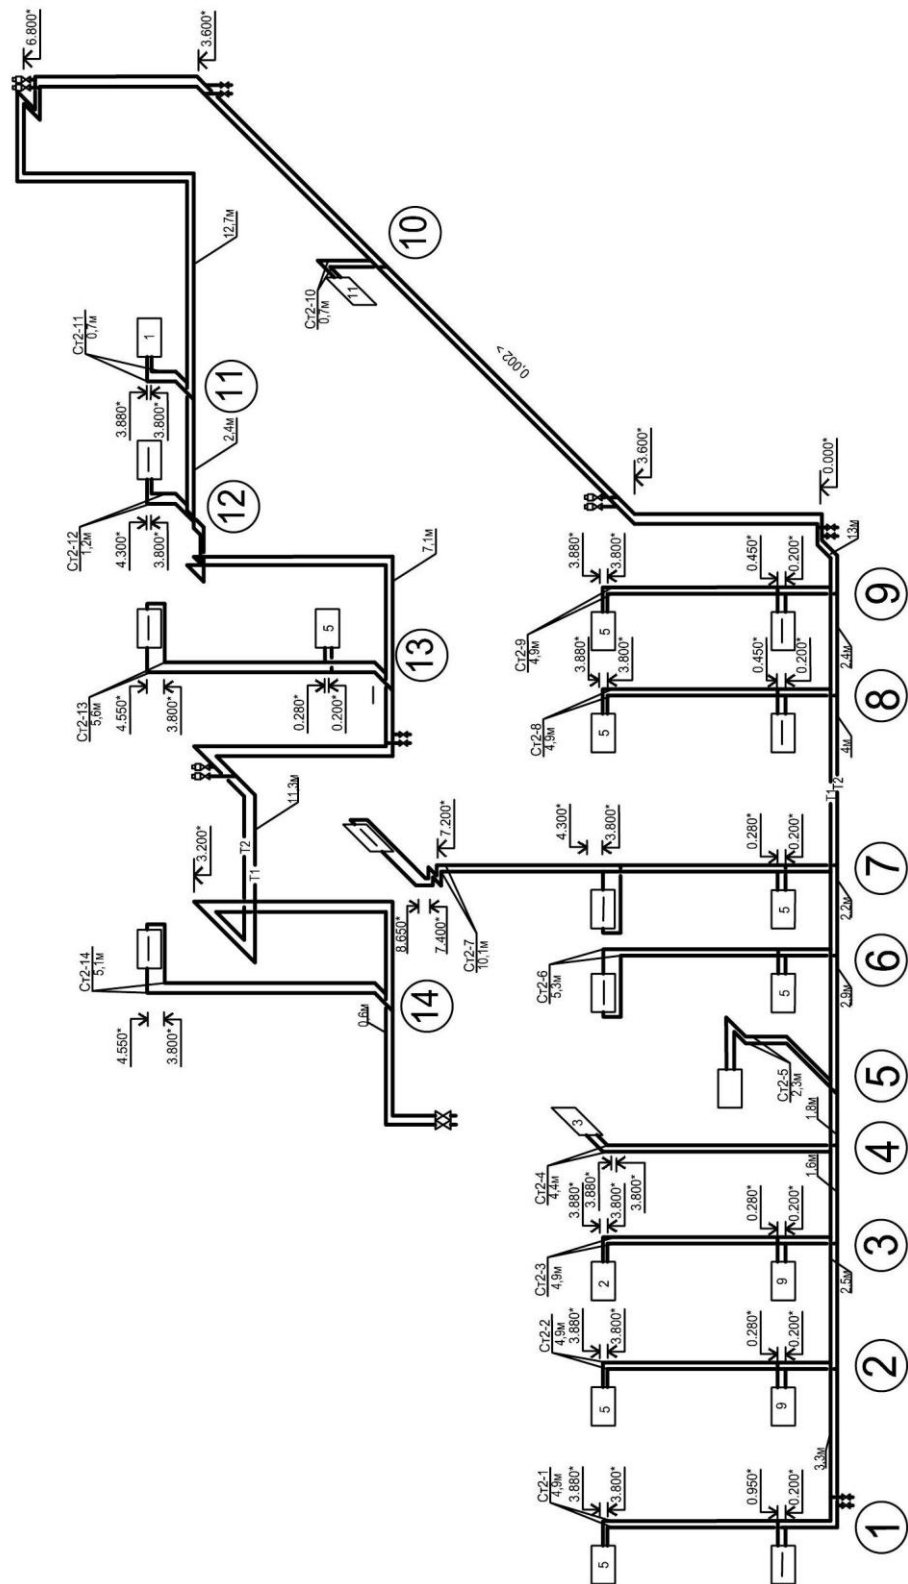 6.800*
3.600*
12,7м
Ст2-11
0,7м
1
3.880*
3.800*
11
2,4м
Ст2-12
1,2м
4.300*
3.800*
12
Ст2-10
0,7м
11
10
0,002
3.600*
0.000*
13м
7,1м
Ст2-13
5,6м
4.550*
3.800*
5
0.280*
0.200*
13
11,3м
Т2
Т1
3.200*
Ст2-14
5,1м
4.550*
3.800*
0,6м
14
Ст2-9
4,9м
3.880*
3.800*
5
0.450*
0.200*
9
2,4м
Ст2-8
4,9м
3.880*
3.800*
5
0.450*
0.200*
8
4м
Т1
Т2
7.200*
8.650*
7.400*
Ст2-7
10,1м
4.300*
3.800*
0.280*
0.200*
5
7
2,2м
Ст2-6
5,3м
5
6
2,9м
Ст2-5
2,3м
5
1,8м
3
Ст2-4
4,4м
3.880*
3.800*
4
1,6м
Ст2-3
4,9м
3.880*
3.800*
2
0.280*
0.200*
9
3
2,5м
Ст2-2
4,9м
3.880*
3.800*
5
0.280*
0.200*
9
2
3,3м
Ст2-1
4,9м
3.880*
3.800*
5
0.950*
0.200*
1